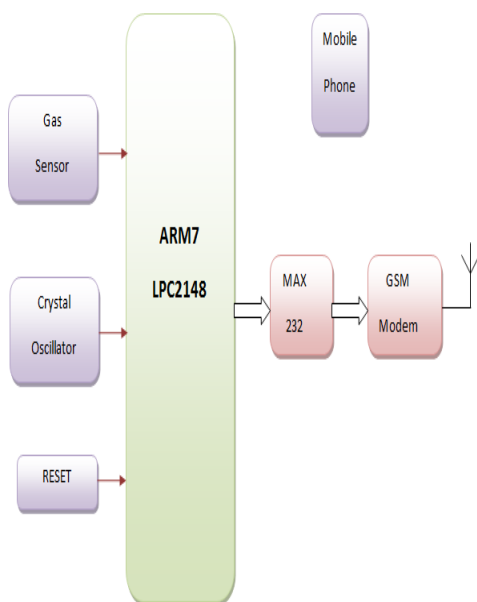 Mobile
Phone
Gas
Sensor
ARM7
LPC2148
MAX
232
GSM
Modem
Crystal
Oscillator
RESET